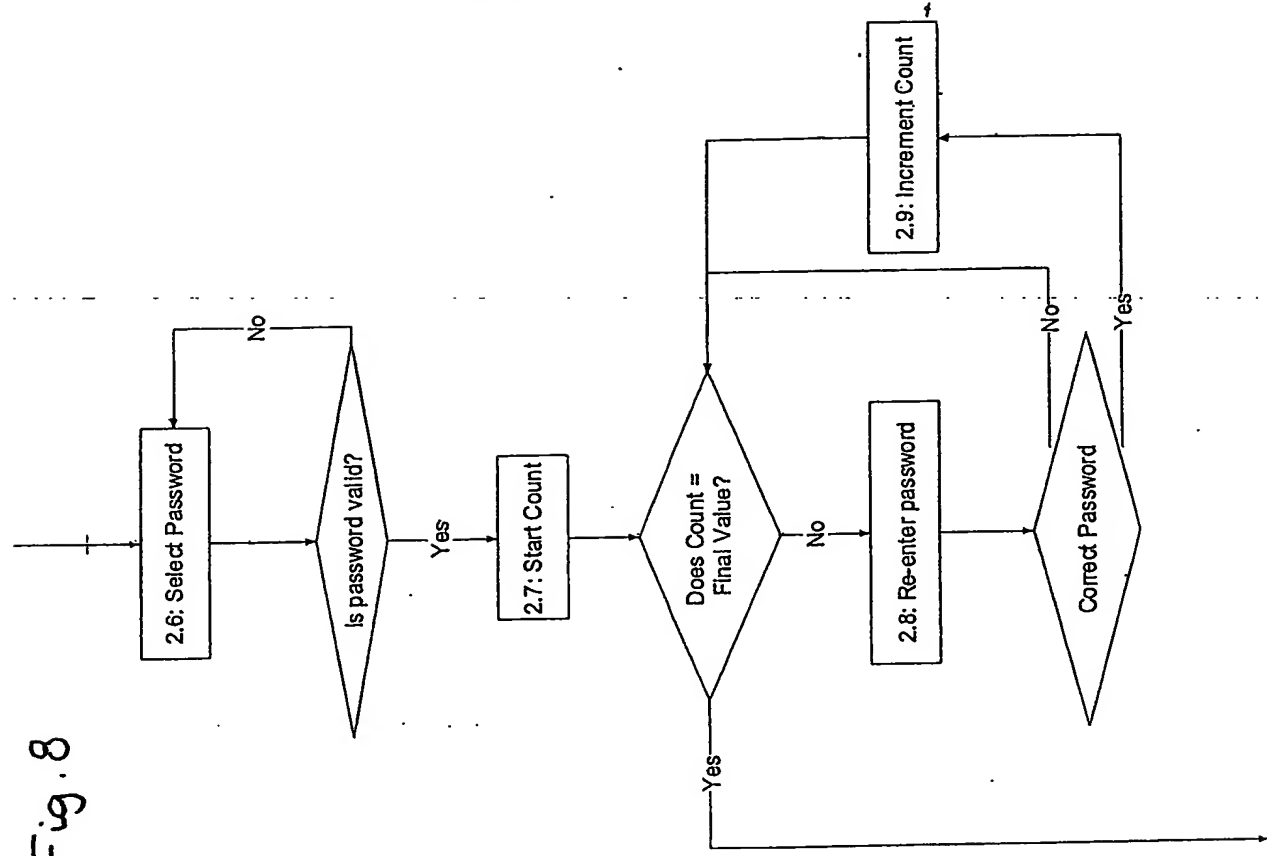 Fig. 8
2.6: Select Password
No
Is password valid?
Yes
2.7: Start Count
Does Count =
Final Value?
Yes
No
2.8: Re-enter password
Correct Password
No
Yes
2.9: Increment Count